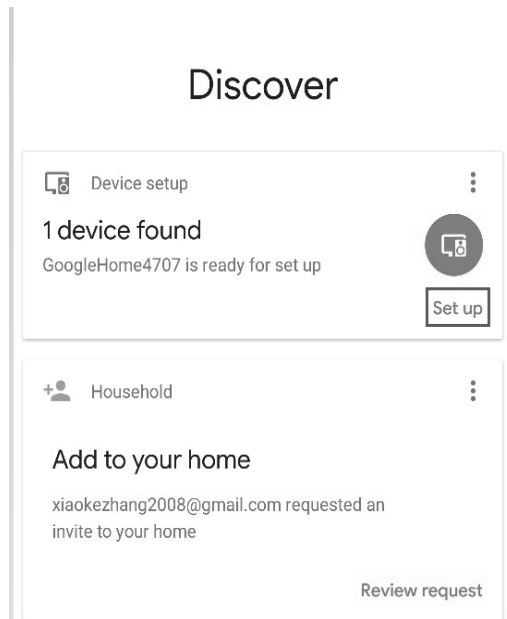 Discover
Device setup
1 device found
GoogleHome4707 is ready for set up
Set up
Household
Add to your home
xiaokezhang2008@gmail.com requested an
invite to your home
Review request